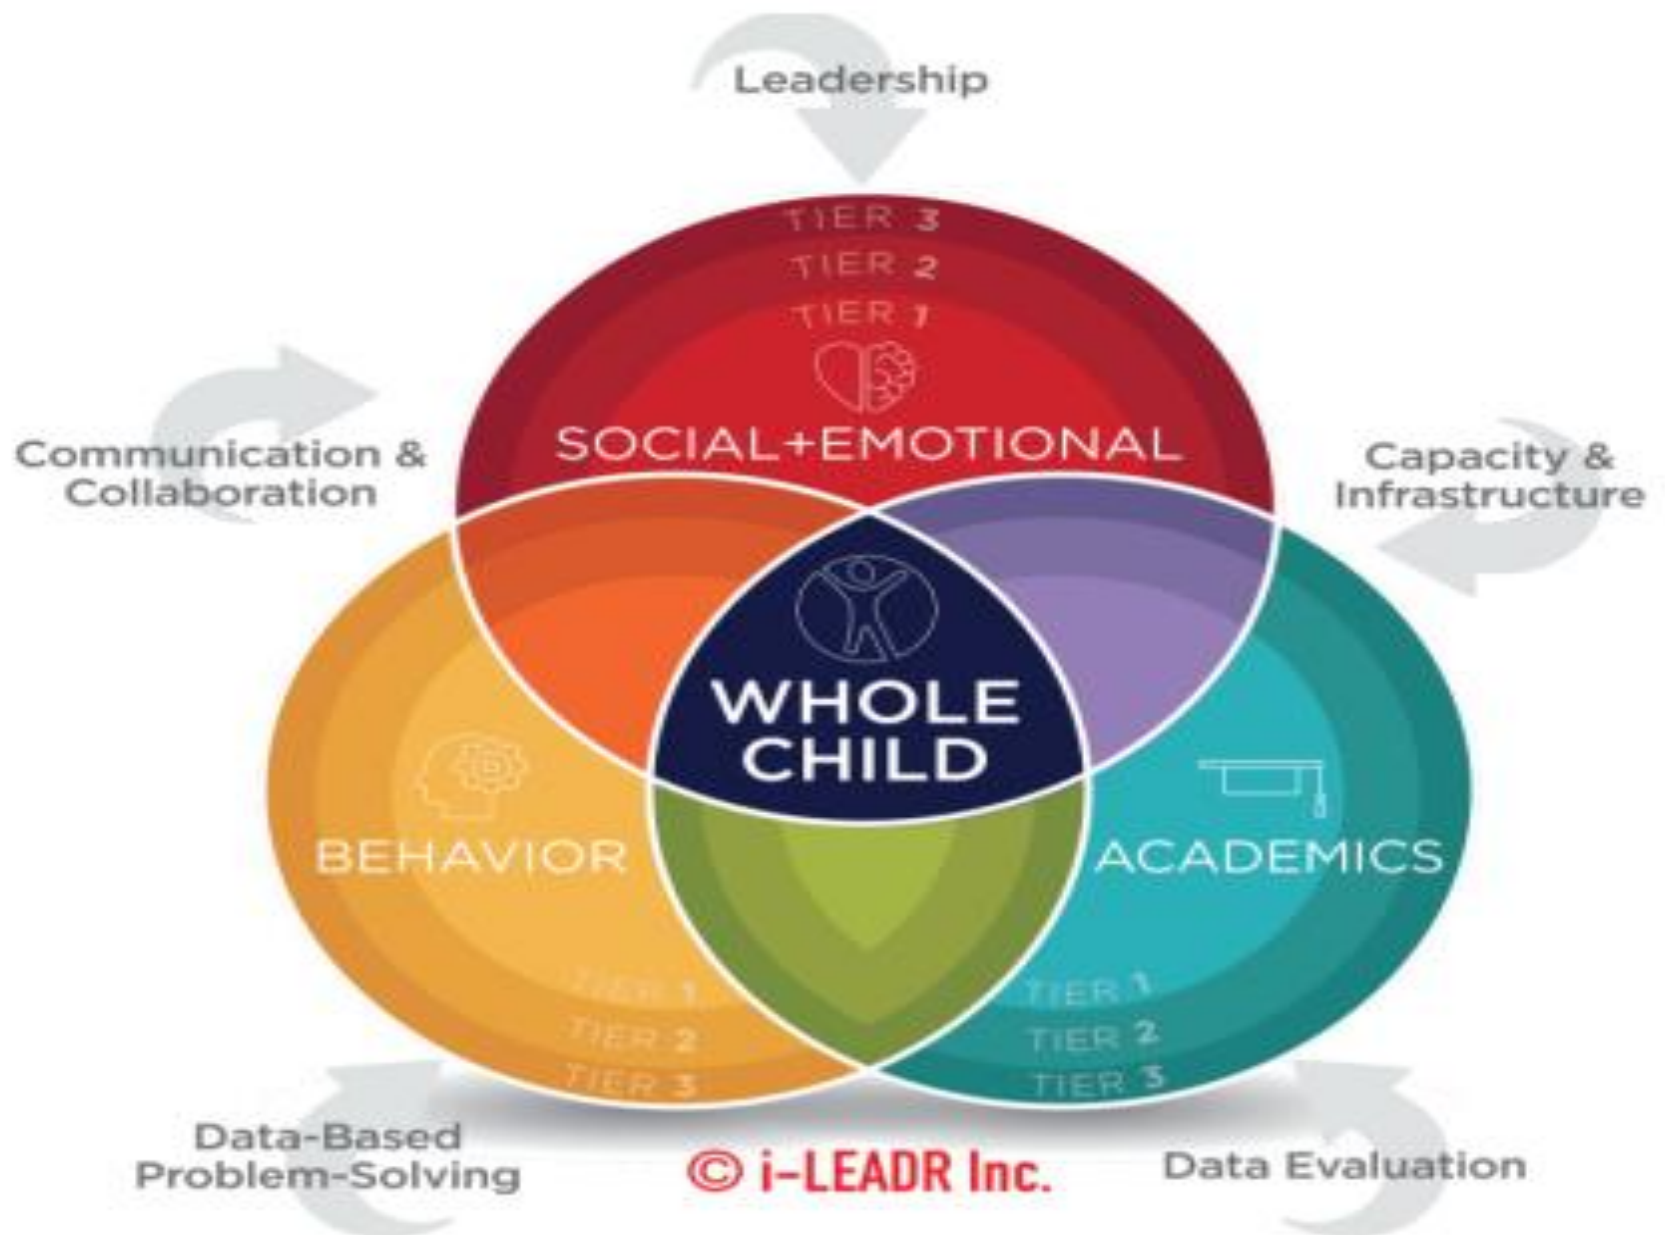 Leadership
TIER 3
TIER 2
TIER 1
SOCIAL+EMOTIONAL
Communication &
Collaboration
Capacity &
Infrastructure
WHOLE
CHILD
BEHAVIOR
TIER 1
TIER 2
TIER 3
ACADEMICS
TIER 1
TIER 2
TIER 3
Data-Based
Problem-Solving
© i-LEADR Inc.
Data Evaluation